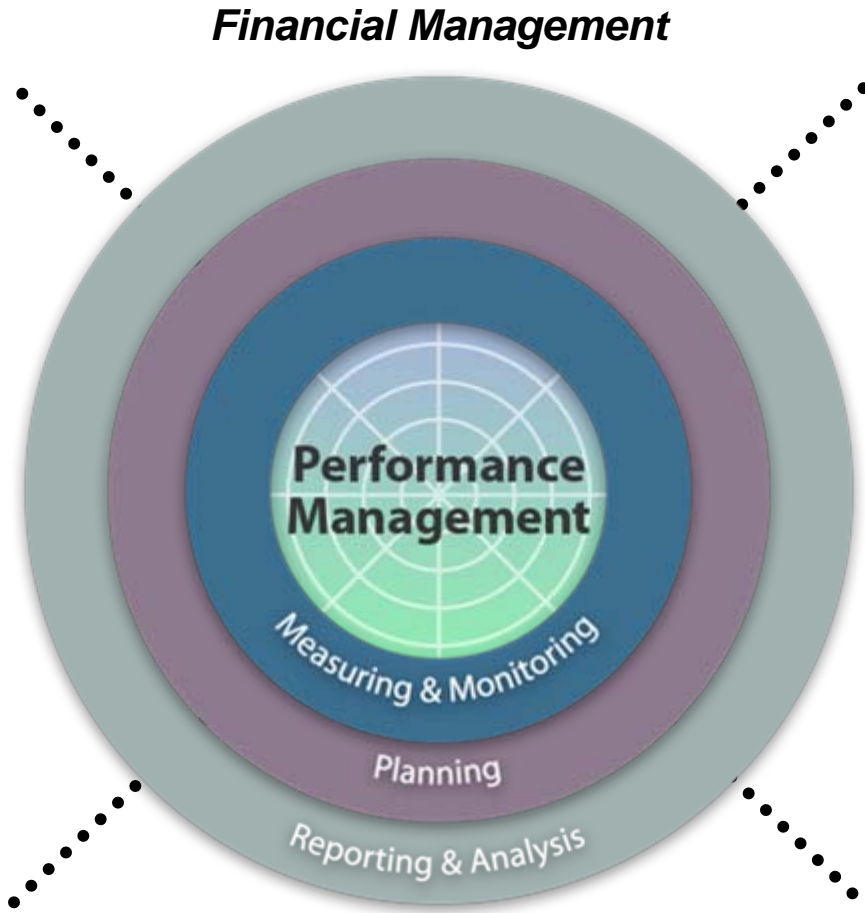 Financial Management
Performance
Management
Measuring & Monitoring
Planning
Reporting & Analysis